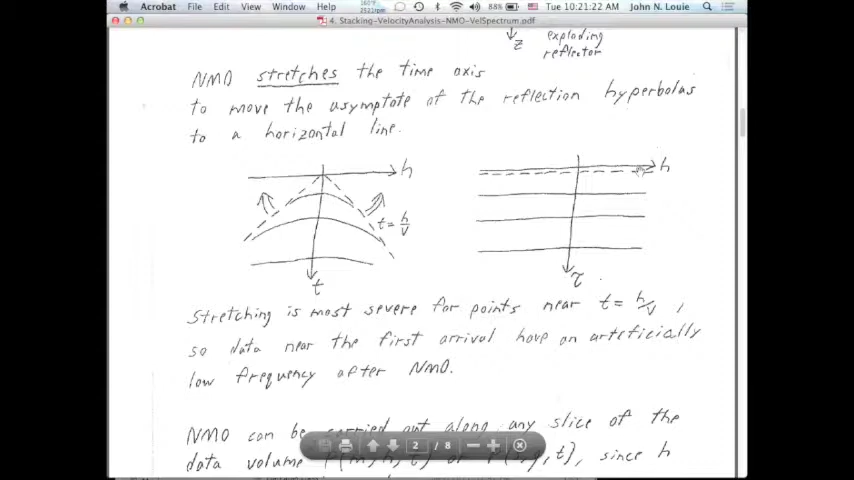 Acrobat File Edit View Window Help 88% Tue 10:21:22 AM John N. Louie
4. Stacking-VelocityAnalysis-NMO-VelSpectrum.pdf
z exploding
reflector
NMO stretches the time axis
to move the asymptote of the reflection hyperbolas
to a horizontal line.
h h
t = h/v
t τ
Stretching is most severe for points near t = h/v,
so data near the first arrival have an arteficially
low frequency after NMO.
NMO can be carried out along any slice of the
2 / 8
data volume P(m,h,t) or P(s,g,t), since h